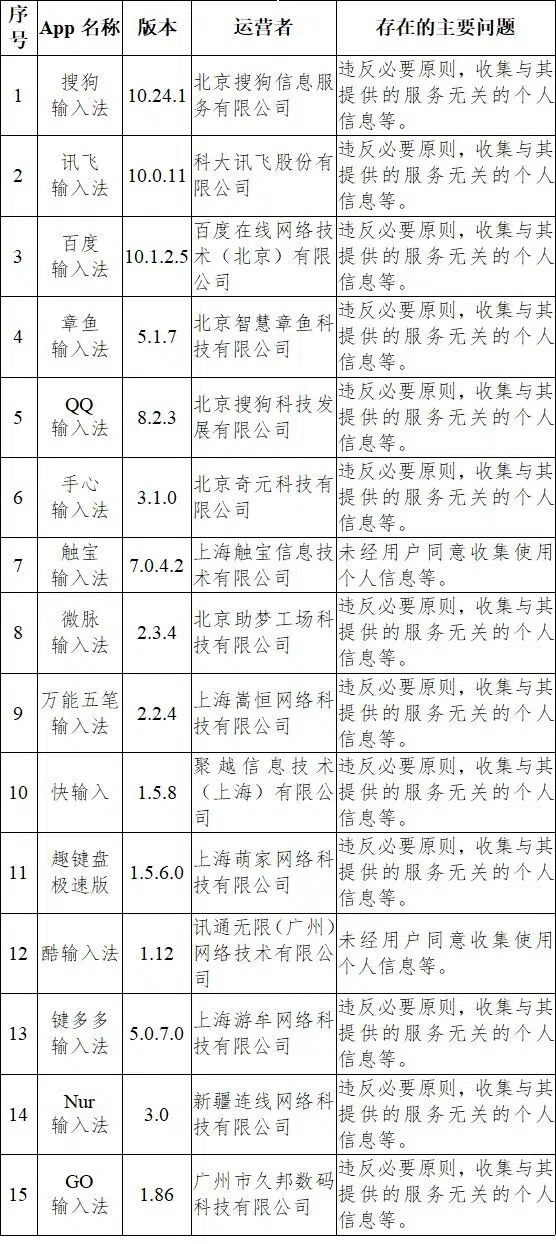 序号 App 名称 版本 运营者 存在的主要问题
1 搜狗输入法 10.24.1 北京搜狗信息服务有限公司 违反必要原则，收集与其提供的服务无关的个人信息等。
2 讯飞输入法 10.0.11 科大讯飞股份有限公司 违反必要原则，收集与其提供的服务无关的个人信息等。
3 百度输入法 10.1.2.5 百度在线网络技术（北京）有限公司 违反必要原则，收集与其提供的服务无关的个人信息等。
4 章鱼输入法 5.1.7 北京智慧章鱼科技有限公司 违反必要原则，收集与其提供的服务无关的个人信息等。
5 QQ输入法 8.2.3 北京搜狗科技发展有限公司 违反必要原则，收集与其提供的服务无关的个人信息等。
6 手心输入法 3.1.0 北京奇元科技有限公司 违反必要原则，收集与其提供的服务无关的个人信息等。
7 触宝输入法 7.0.4.2 上海触宝信息技术有限公司 未经用户同意收集使用个人信息等。
8 微脉输入法 2.3.4 北京助梦工场科技有限公司 违反必要原则，收集与其提供的服务无关的个人信息等。
9 万能五笔输入法 2.2.4 上海嵩恒网络科技有限公司 违反必要原则，收集与其提供的服务无关的个人信息等。
10 快输入 1.5.8 聚越信息技术（上海）有限公司 违反必要原则，收集与其提供的服务无关的个人信息等。
11 趣键盘极速版 1.5.6.0 上海萌家网络科技有限公司 违反必要原则，收集与其提供的服务无关的个人信息等。
12 酷输入法 1.12 讯通无限（广州）网络技术有限公司 未经用户同意收集使用个人信息等。
13 键多多输入法 5.0.7.0 上海游牟网络科技有限公司 违反必要原则，收集与其提供的服务无关的个人信息等。
14 Nur输入法 3.0 新疆连线网络科技有限公司 违反必要原则，收集与其提供的服务无关的个人信息等。
15 GO输入法 1.86 广州市久邦数码科技有限公司 违反必要原则，收集与其提供的服务无关的个人信息等。